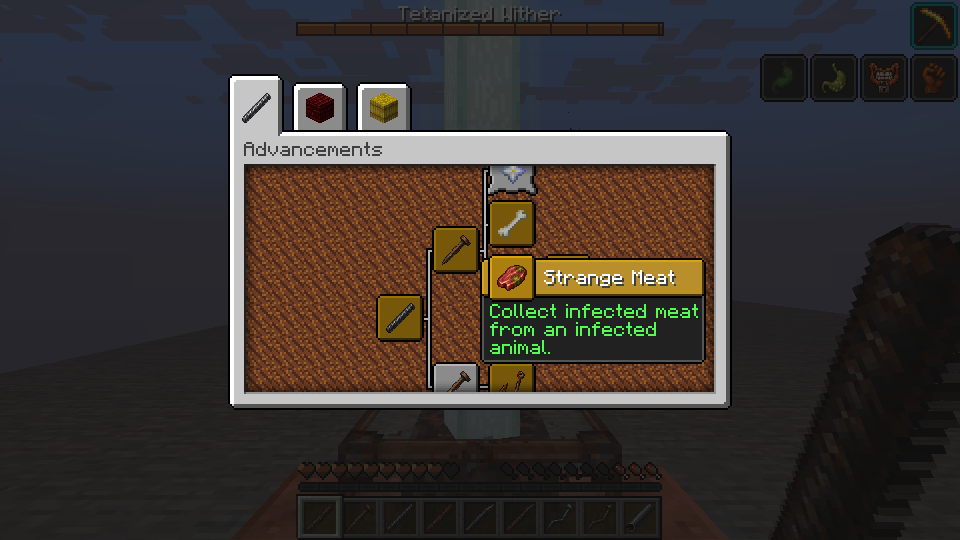 Tetanized Wither
Advancements
Strange Meat
Collect infected meat
from an infected
animal.